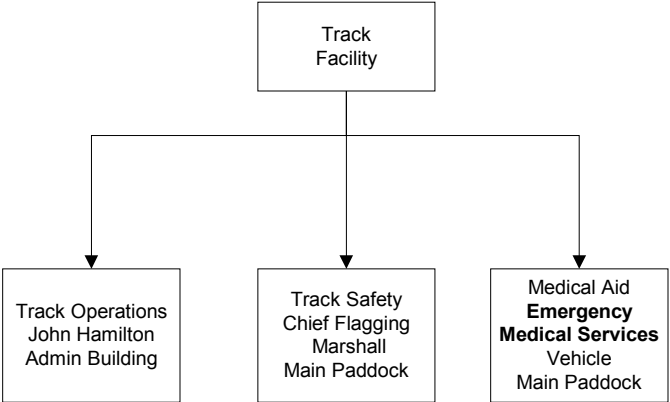 Track
Facility
Track Operations
John Hamilton
Admin Building
Track Safety
Chief Flagging
Marshall
Main Paddock
Medical Aid
Emergency
Medical Services
Vehicle
Main Paddock